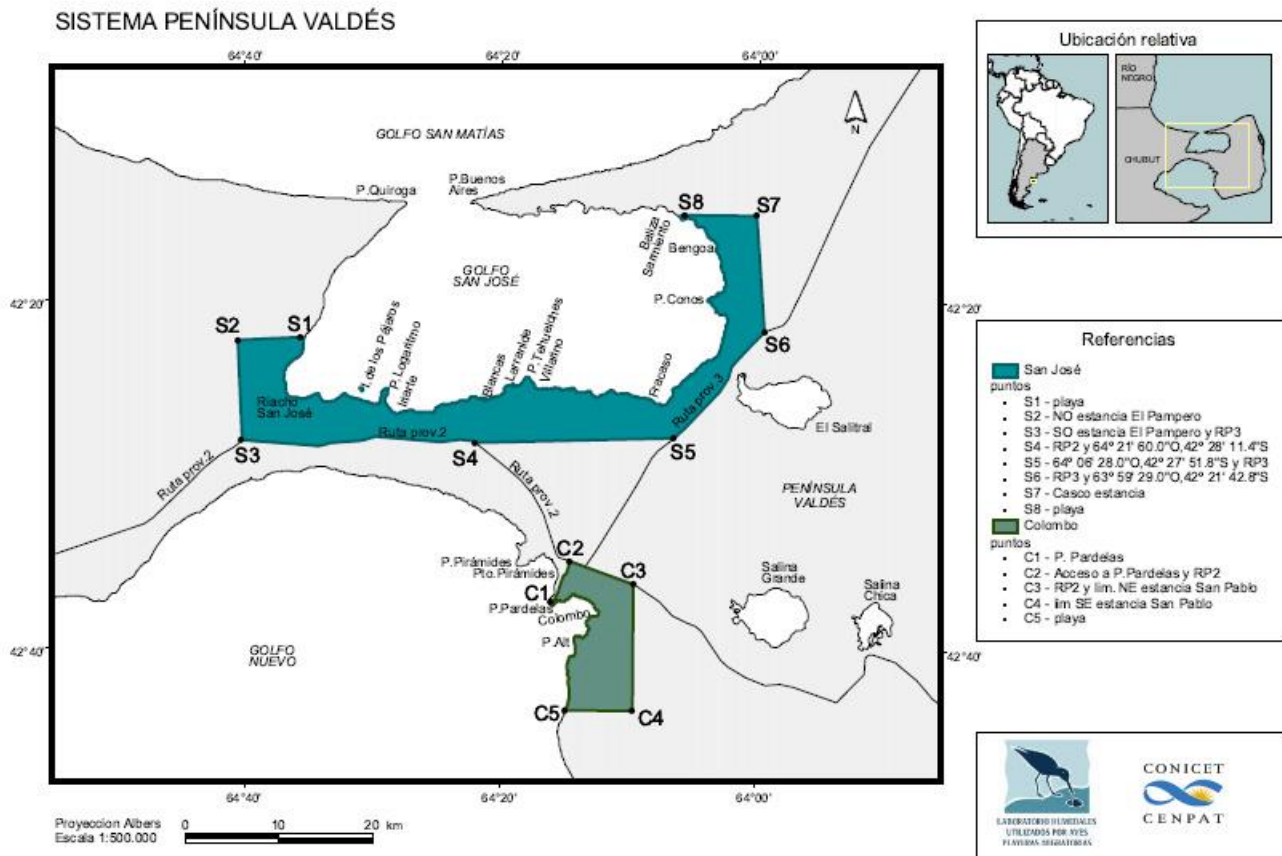 SISTEMA PENÍNSULA VALDÉS
64°40'
64°20'
64°00'
GOLFO SAN MATÍAS
N
P.Quiroga
P.Buenos
Aires
S8
S7
Baliza
Sarmiento
Bengoa
GOLFO
SAN JOSÉ
P.Conos
42°20'
42°20'
S2
S1
S6
I.de los Pájaros
P.Logaritmo
Iriarte
Blancas
Larralde
P.Tehuelches
Villarino
Fracaso
Riacho
San José
Ruta prov.2
Ruta prov.3
El Salitral
S3
S4
S5
Ruta prov.2
Ruta prov.2
PENÍNSULA
VALDÉS
C2
P.Pirámides
Pto.Pirámides
C3
C1
P.Pardelas
Colombo
Salina
Grande
Salina
Chica
P.Alt
42°40'
42°40'
GOLFO
NUEVO
C5
C4
64°40'
64°20'
64°00'
Proyeccion Albers
Escala 1:500.000
0 10 20 km
Ubicación relativa
RÍO
NEGRO
CHUBUT
Referencias
San José
puntos
S1 - playa
S2 - NO estancia El Pampero
S3 - SO estancia El Pampero y RP3
S4 - RP2 y 64° 21' 60.0"O,42° 28' 11.4"S
S5 - 64° 06' 28.0"O,42° 27' 51.8"S y RP3
S6 - RP3 y 63° 59' 29.0"O,42° 21' 42.8"S
S7 - Casco estancia
S8 - playa
Colombo
puntos
C1 - P. Pardelas
C2 - Acceso a P.Pardelas y RP2
C3 - RP2 y lim. NE estancia San Pablo
C4 - lim SE estancia San Pablo
C5 - playa
LABORATORIO HUMEDALES
UTILIZADOS POR AVES
PLAYERAS MIGRATORIAS
CONICET
CENPAT